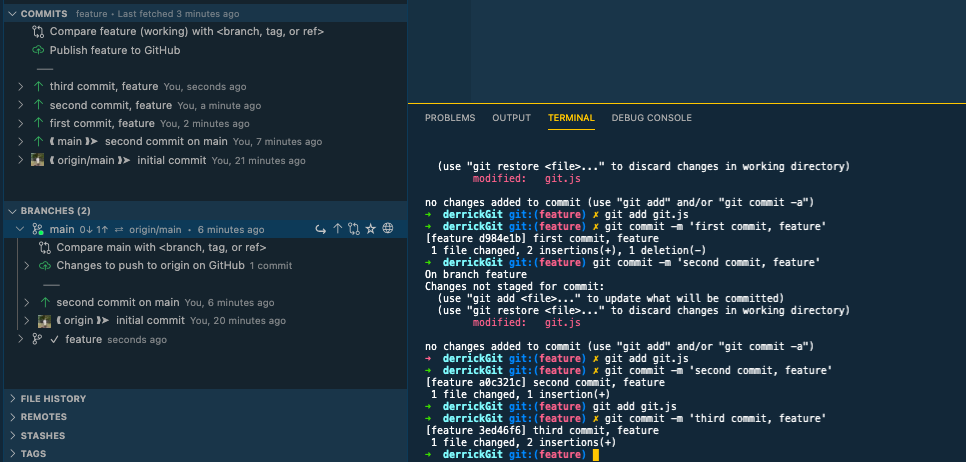 COMMITS feature • Last fetched 3 minutes ago
Compare feature (working) with <branch, tag, or ref>
Publish feature to GitHub
third commit, feature You, seconds ago
second commit, feature You, a minute ago
first commit, feature You, 2 minutes ago
main second commit on main You, 7 minutes ago
origin/main initial commit You, 21 minutes ago
BRANCHES (2)
main 0↓ 1↑ ⇌ origin/main • 6 minutes ago
Compare main with <branch, tag, or ref>
Changes to push to origin on GitHub 1 commit
second commit on main You, 6 minutes ago
origin initial commit You, 20 minutes ago
✓ feature seconds ago
FILE HISTORY
REMOTES
STASHES
TAGS
PROBLEMS OUTPUT TERMINAL DEBUG CONSOLE
(use "git restore <file>..." to discard changes in working directory)
modified: git.js
no changes added to commit (use "git add" and/or "git commit -a")
➜ derrickGit git:(feature) ✗ git add git.js
➜ derrickGit git:(feature) ✗ git commit -m 'first commit, feature'
[feature d984e1b] first commit, feature
1 file changed, 2 insertions(+), 1 deletion(-)
➜ derrickGit git:(feature) git commit -m 'second commit, feature'
On branch feature
Changes not staged for commit:
(use "git add <file>..." to update what will be committed)
(use "git restore <file>..." to discard changes in working directory)
modified: git.js
no changes added to commit (use "git add" and/or "git commit -a")
➜ derrickGit git:(feature) ✗ git add git.js
➜ derrickGit git:(feature) ✗ git commit -m 'second commit, feature'
[feature a0c321c] second commit, feature
1 file changed, 1 insertion(+)
➜ derrickGit git:(feature) git add git.js
➜ derrickGit git:(feature) ✗ git commit -m 'third commit, feature'
[feature 3ed46f6] third commit, feature
1 file changed, 2 insertions(+)
➜ derrickGit git:(feature)